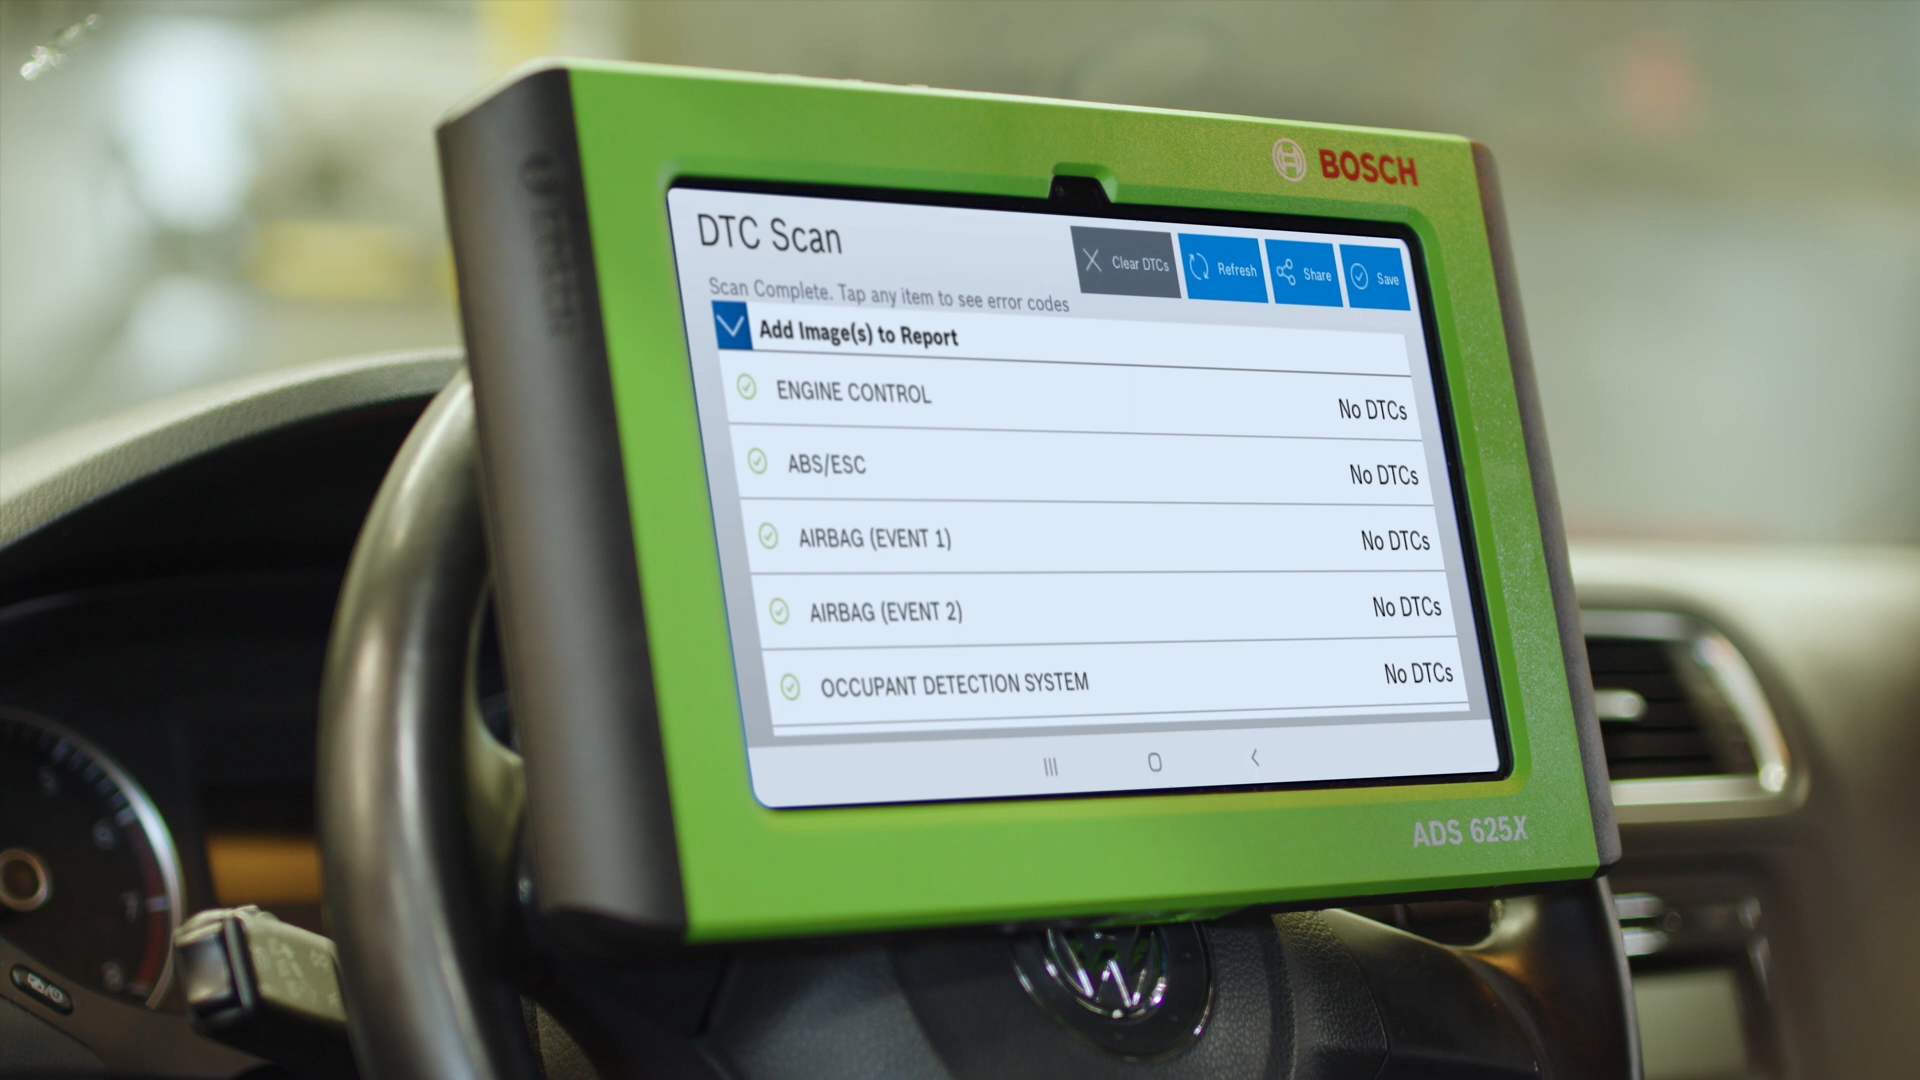 BOSCH
DTC Scan
Clear DTCs
Refresh
Share
Save
Scan Complete. Tap any item to see error codes
Add Image(s) to Report
ENGINE CONTROL
No DTCs
ABS/ESC
No DTCs
AIRBAG (EVENT 1)
No DTCs
AIRBAG (EVENT 2)
No DTCs
OCCUPANT DETECTION SYSTEM
No DTCs
ADS 625X